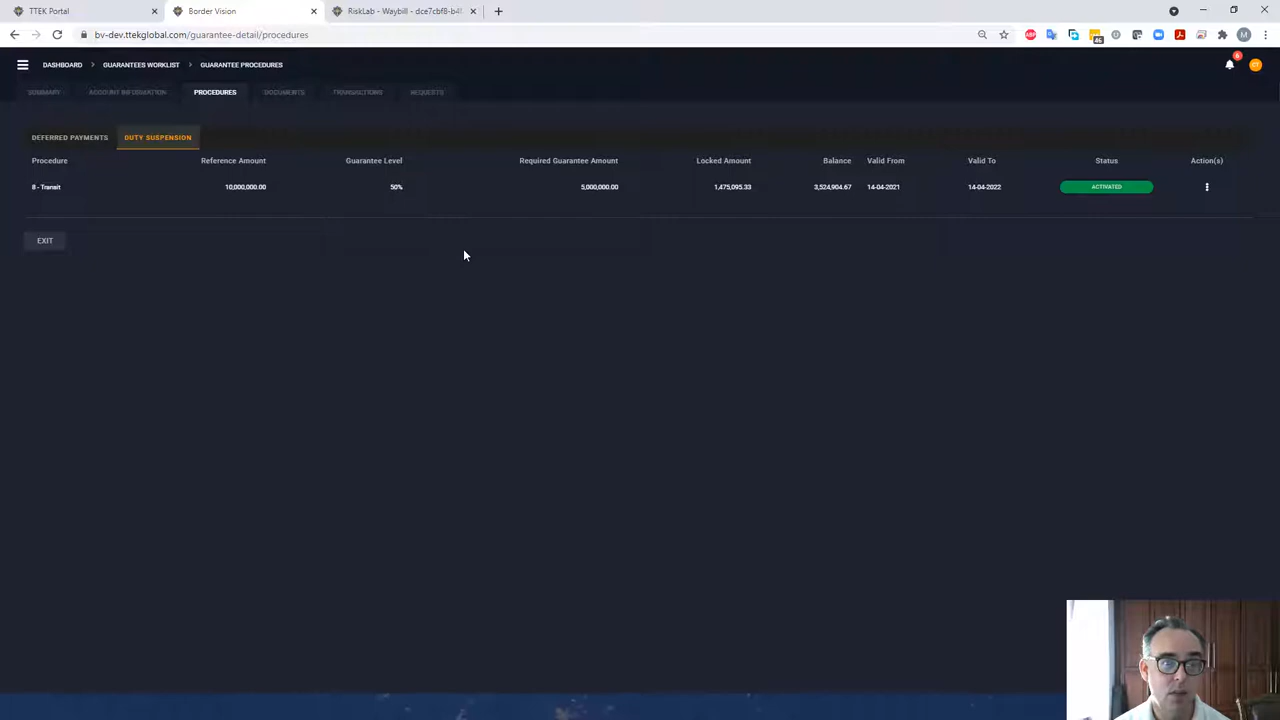 TTEK Portal
Border Vision
RiskLab - Waybill - dce7cbf8-b4
bv-dev.ttekglobal.com/guarantee-detail/procedures
46
M
DASHBOARD > GUARANTEES WORKLIST > GUARANTEE PROCEDURES
6
CT
SUMMARY ACCOUNT INFORMATION PROCEDURES DOCUMENTS TRANSACTIONS REQUESTS
DEFERRED PAYMENTS DUTY SUSPENSION
Procedure Reference Amount Guarantee Level Required Guarantee Amount Locked Amount Balance Valid From Valid To Status Action(s)
8 - Transit 10,000,000.00 50% 5,000,000.00 1,475,095.33 3,524,904.67 14-04-2021 14-04-2022 ACTIVATED
EXIT